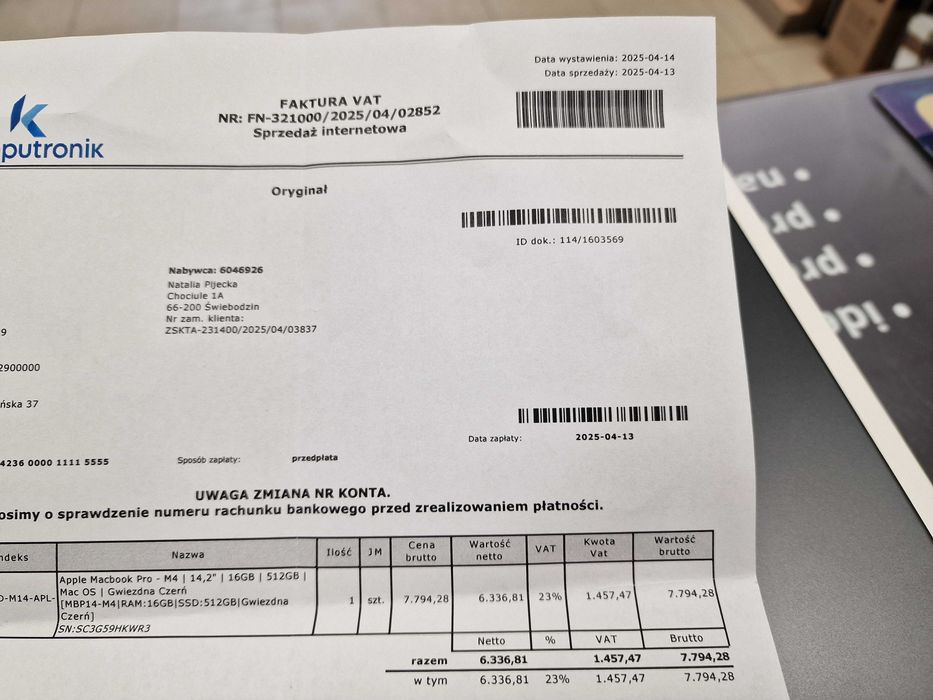 Data wystawienia: 2025-04-14
Data sprzedaży: 2025-04-13
FAKTURA VAT
NR: FN-321000/2025/04/02852
Sprzedaż internetowa
putronik
Oryginał
ID dok.: 114/1603569
Nabywca: 6046926
Natalia Pijecka
Chociule 1A
66-200 Świebodzin
Nr zam. klienta:
ZSKTA-231400/2025/04/03837
9
2900000
ńska 37
Data zapłaty: 2025-04-13
4236 0000 1111 5555 Sposób zapłaty: przedpłata
UWAGA ZMIANA NR KONTA.
osimy o sprawdzenie numeru rachunku bankowego przed zrealizowaniem płatności.
ndeks Nazwa Ilość JM Cena brutto Wartość netto VAT Kwota Vat Wartość brutto
D-M14-APL- Apple Macbook Pro - M4 | 14,2" | 16GB | 512GB |
Mac OS | Gwiezdna Czerń
[MBP14-M4|RAM:16GB|SSD:512GB|Gwiezdna
Czerń]
SN:SC3G59HKWR3
1 szt. 7.794,28 6.336,81 23% 1.457,47 7.794,28
Netto % VAT Brutto
razem 6.336,81 1.457,47 7.794,28
w tym 6.336,81 23% 1.457,47 7.794,28